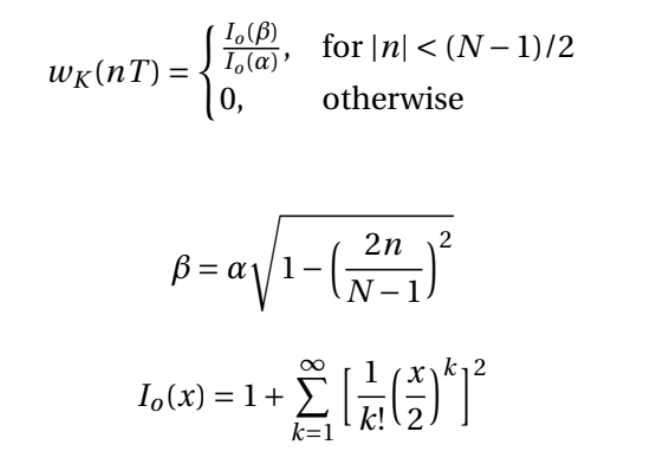 w_K(nT) = { I_o(β)/I_o(α), for |n| < (N − 1)/2
0, otherwise
β = α√(1 − (2n/(N − 1))^2)
I_o(x) = 1 + ∑_{k=1}^{∞} [1/k! (x/2)^k]^2